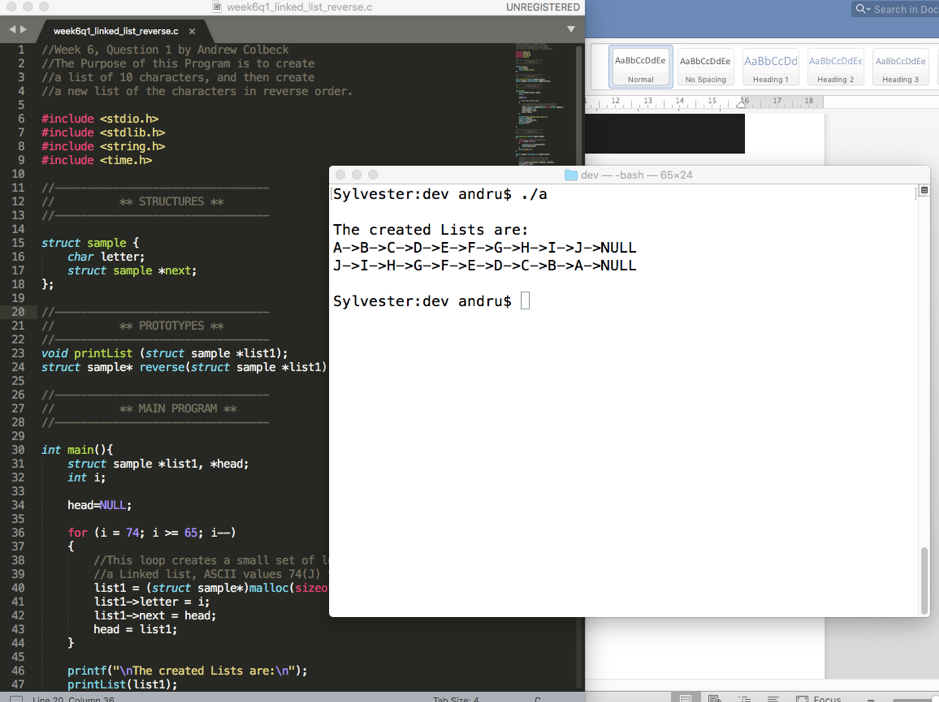 week6q1_linked_list_reverse.c
UNREGISTERED
week6q1_linked_list_reverse.c ×
1 //Week 6, Question 1 by Andrew Colbeck
2 //The Purpose of this Program is to create
3 //a list of 10 characters, and then create
4 //a new list of the characters in reverse order.
5
6 #include <stdio.h>
7 #include <stdlib.h>
8 #include <string.h>
9 #include <time.h>
10
11 //---------------------------------
12 // ** STRUCTURES **
13 //---------------------------------
14
15 struct sample {
16 char letter;
17 struct sample *next;
18 };
19
20 //---------------------------------
21 // ** PROTOTYPES **
22 //---------------------------------
23 void printList (struct sample *list1);
24 struct sample* reverse(struct sample *list1)
25
26 //---------------------------------
27 // ** MAIN PROGRAM **
28 //---------------------------------
29
30 int main(){
31 struct sample *list1, *head;
32 int i;
33
34 head=NULL;
35
36 for (i = 74; i >= 65; i--)
37 {
38 //This loop creates a small set of
39 //a Linked list, ASCII values 74(J)
40 list1 = (struct sample*)malloc(sizeo
41 list1->letter = i;
42 list1->next = head;
43 head = list1;
44 }
45
46 printf("\nThe created Lists are:\n");
47 printList(list1);
Line 20, Column 36
Tab Size: 4
C
Search in Doc
AaBbCcDdEe AaBbCcDdEe AaBbCcDd AaBbCcDdEe AaBbCcDdEe
Normal No Spacing Heading 1 Heading 2 Heading 3
12 13 14 15 16 17 18
dev — -bash — 65×24
Sylvester:dev andru$ ./a
The created Lists are:
A->B->C->D->E->F->G->H->I->J->NULL
J->I->H->G->F->E->D->C->B->A->NULL
Sylvester:dev andru$
Focus